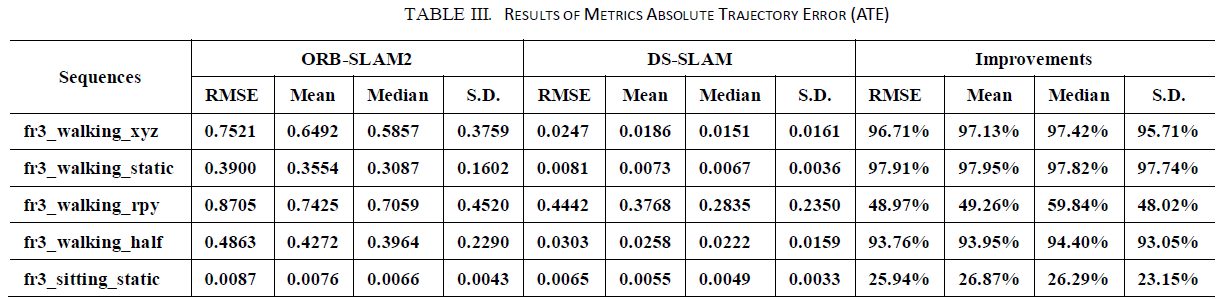 TABLE III. RESULTS OF METRICS ABSOLUTE TRAJECTORY ERROR (ATE)
Sequences ORB-SLAM2 DS-SLAM Improvements
RMSE Mean Median S.D. RMSE Mean Median S.D. RMSE Mean Median S.D.
fr3_walking_xyz 0.7521 0.6492 0.5857 0.3759 0.0247 0.0186 0.0151 0.0161 96.71% 97.13% 97.42% 95.71%
fr3_walking_static 0.3900 0.3554 0.3087 0.1602 0.0081 0.0073 0.0067 0.0036 97.91% 97.95% 97.82% 97.74%
fr3_walking_rpy 0.8705 0.7425 0.7059 0.4520 0.4442 0.3768 0.2835 0.2350 48.97% 49.26% 59.84% 48.02%
fr3_walking_half 0.4863 0.4272 0.3964 0.2290 0.0303 0.0258 0.0222 0.0159 93.76% 93.95% 94.40% 93.05%
fr3_sitting_static 0.0087 0.0076 0.0066 0.0043 0.0065 0.0055 0.0049 0.0033 25.94% 26.87% 26.29% 23.15%